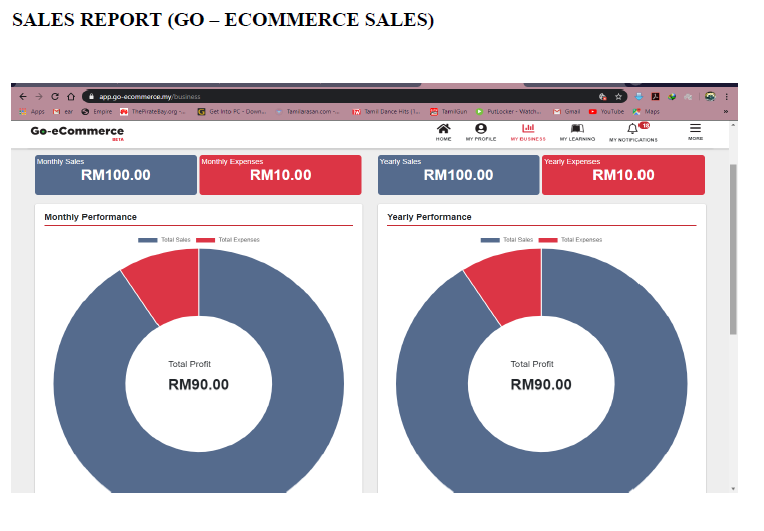 SALES REPORT (GO – ECOMMERCE SALES)
app.go-ecommerce.my/business
Apps ear Empire ThePirateBay.org -... Get Into PC - Down... Tamilarasan.com -... Tamil Dance Hits (1... TamilGun PutLocker - Watch... Gmail YouTube Maps »
Go-eCommerce
BETA
HOME MY PROFILE MY BUSINESS MY LEARNING MY NOTIFICATIONS MORE
Monthly Sales
RM100.00
Monthly Expenses
RM10.00
Yearly Sales
RM100.00
Yearly Expenses
RM10.00
Monthly Performance
Total Sales Total Expenses
Total Profit
RM90.00
Yearly Performance
Total Sales Total Expenses
Total Profit
RM90.00